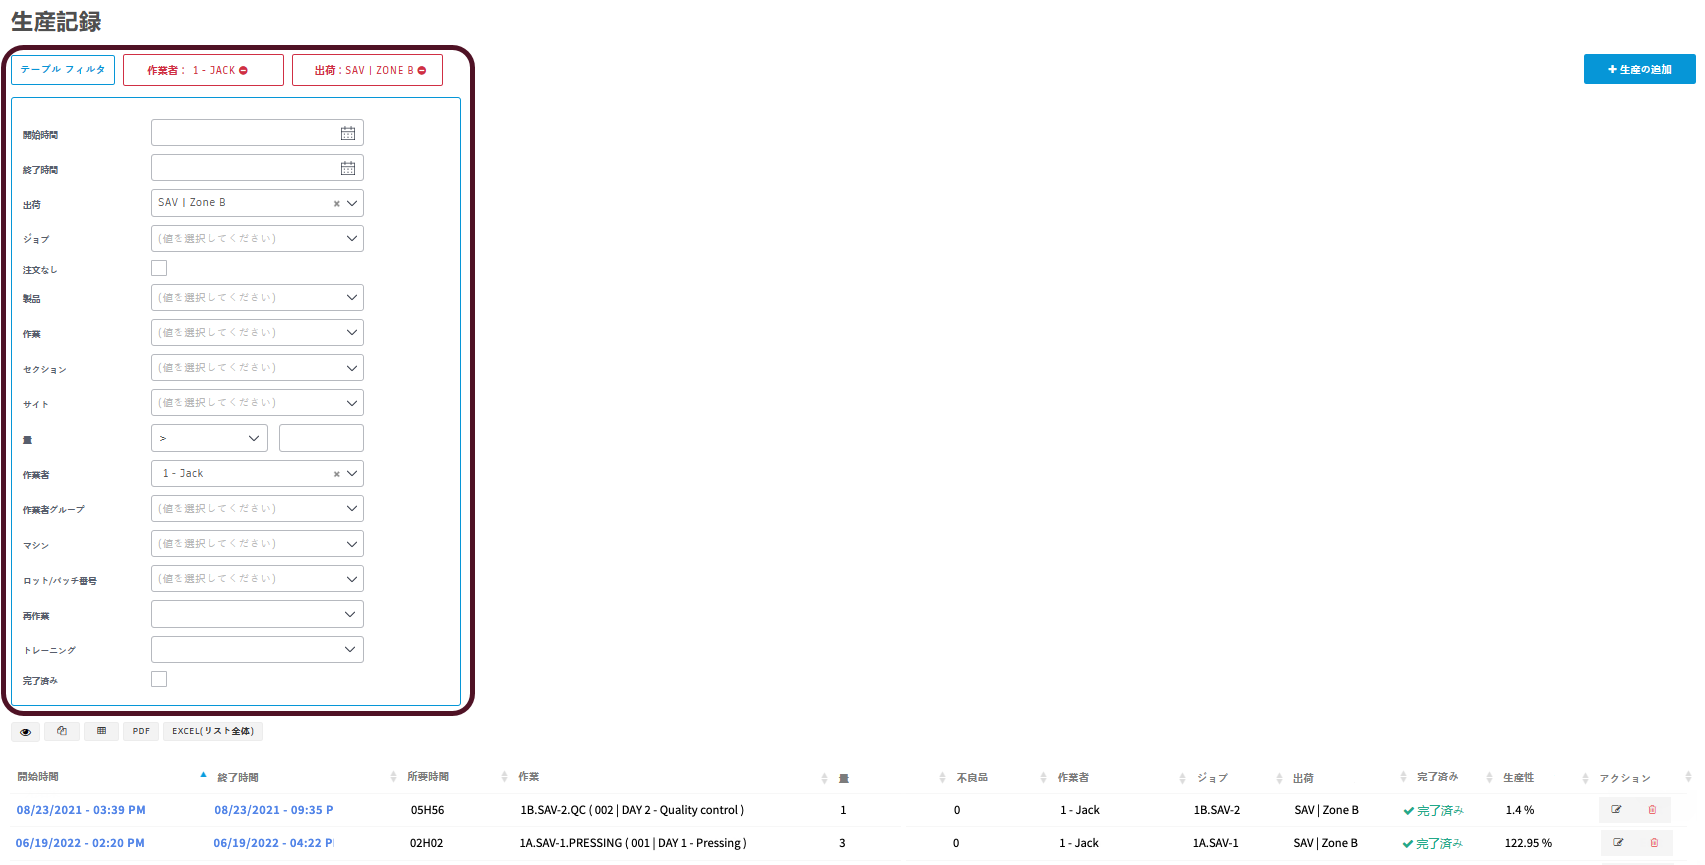 生産記録
テーブル フィルタ 作業者： 1 - JACK 出荷：SAV | ZONE B 生産の追加
開始時間
終了時間
出荷 SAV | Zone B
ジョブ (値を選択してください)
注文なし
製品 (値を選択してください)
作業 (値を選択してください)
セクション (値を選択してください)
サイト (値を選択してください)
量 >
作業者 1 - Jack
作業者グループ (値を選択してください)
マシン (値を選択してください)
ロット/バッチ番号 (値を選択してください)
再作業
トレーニング
完了済み
PDF EXCEL(リスト全体)
開始時間 終了時間 所要時間 作業 量 不良品 作業者 ジョブ 出荷 完了済み 生産性 アクション
08/23/2021 - 03:39 PM 08/23/2021 - 09:35 P 05H56 1B.SAV-2.QC ( 002 | DAY 2 - Quality control ) 1 0 1 - Jack 1B.SAV-2 SAV | Zone B 完了済み 1.4 %
06/19/2022 - 02:20 PM 06/19/2022 - 04:22 P 02H02 1A.SAV-1.PRESSING ( 001 | DAY 1 - Pressing ) 3 0 1 - Jack 1A.SAV-1 SAV | Zone B 完了済み 122.95 %